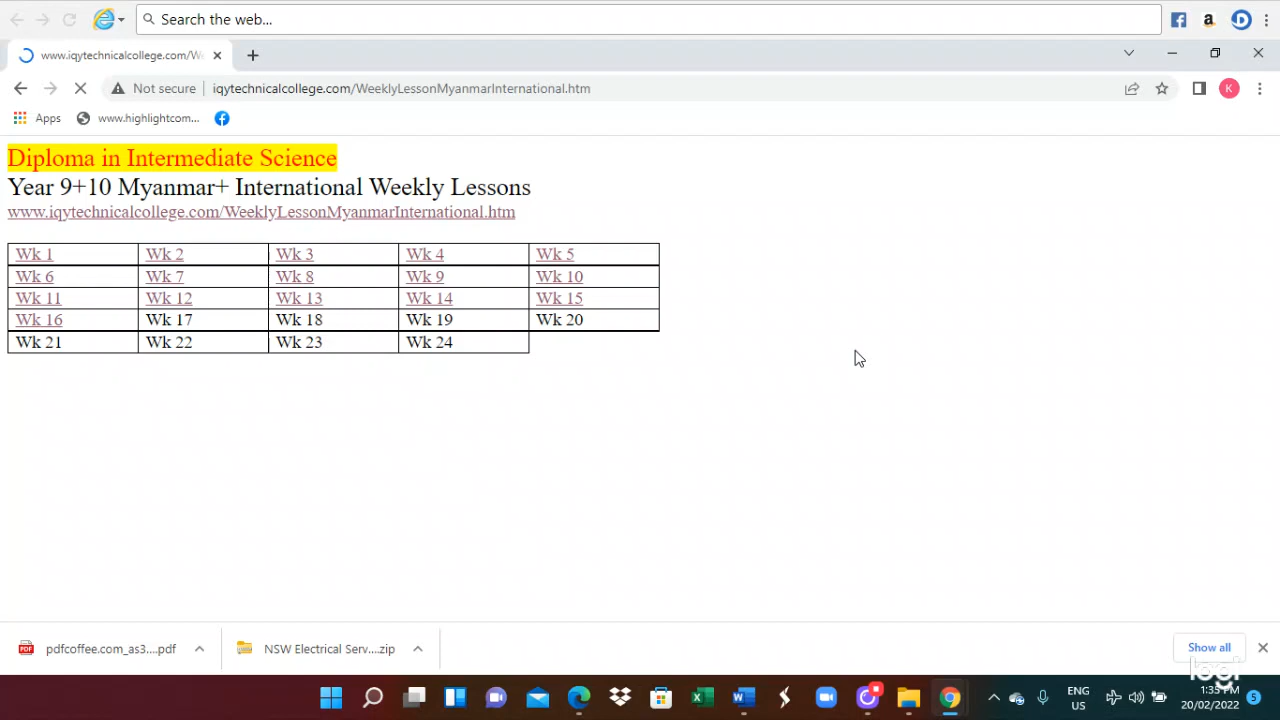 Search the web...
www.iqytechnicalcollege.com/We
Not secure iqytechnicalcollege.com/WeeklyLessonMyanmarInternational.htm
K
Apps www.highlightcom...
Diploma in Intermediate Science
Year 9+10 Myanmar+ International Weekly Lessons
www.iqytechnicalcollege.com/WeeklyLessonMyanmarInternational.htm
Wk 1 Wk 2 Wk 3 Wk 4 Wk 5
Wk 6 Wk 7 Wk 8 Wk 9 Wk 10
Wk 11 Wk 12 Wk 13 Wk 14 Wk 15
Wk 16 Wk 17 Wk 18 Wk 19 Wk 20
Wk 21 Wk 22 Wk 23 Wk 24
PDF pdfcoffee.com_as3....pdf NSW Electrical Serv....zip Show all
logi
ENG 1:35 PM
US 20/02/2022 5